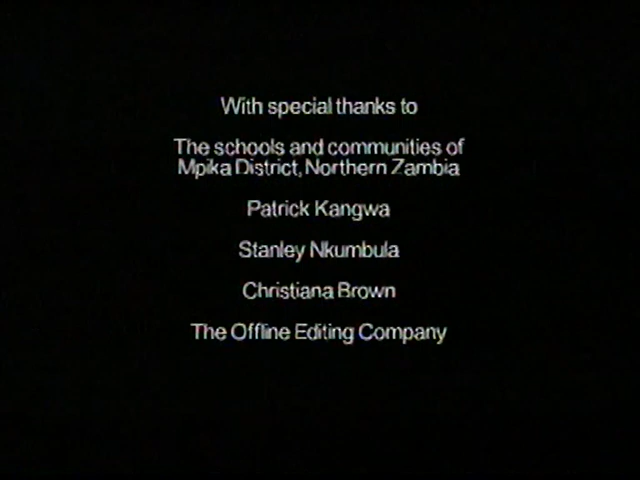 With special thanks to
The schools and communities of
Mpika District, Northern Zambia
Patrick Kangwa
Stanley Nkumbula
Christiana Brown
The Offline Editing Company